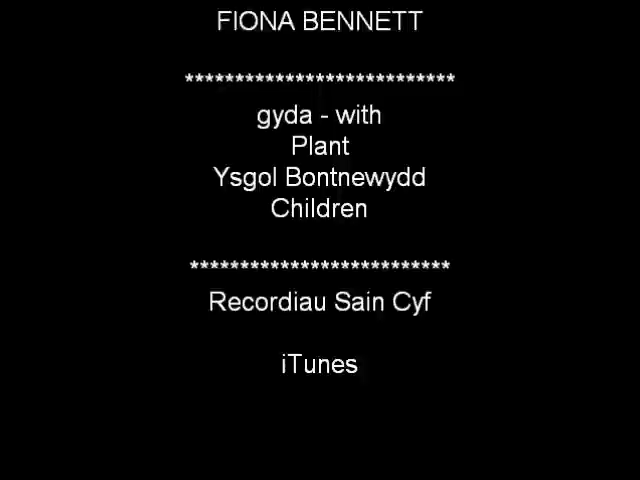 FIONA BENNETT
***************************
gyda - with
Plant
Ysgol Bontnewydd
Children
**************************
Recordiau Sain Cyf
iTunes